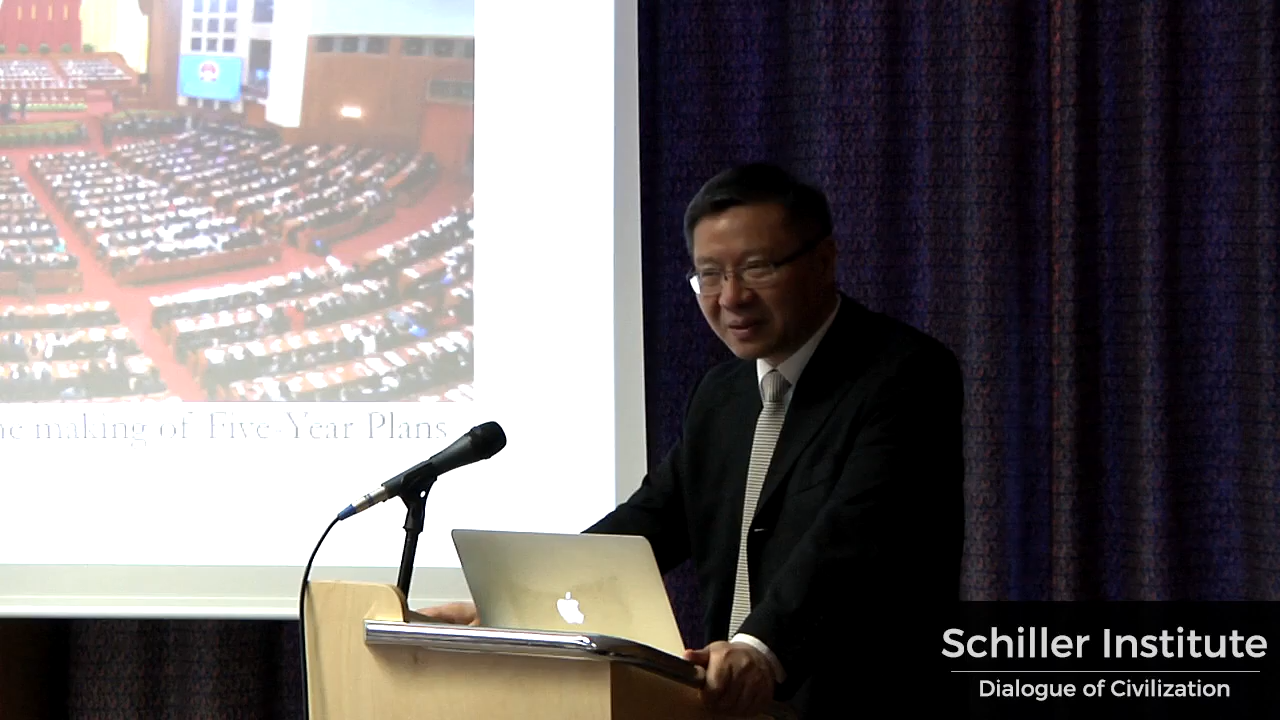 making of Five-Year Plans
Schiller Institute
Dialogue of Civilization